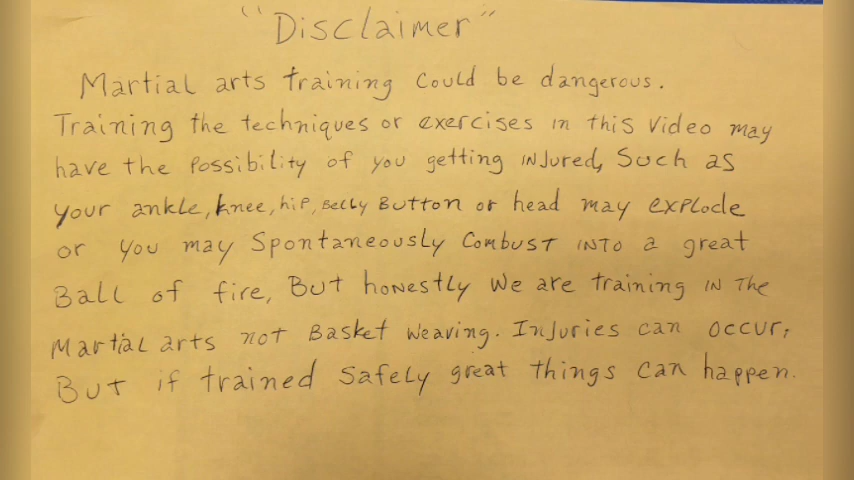 "Disclaimer"
Martial arts training Could be dangerous.
Training the techniques or exercises in this Video may
have the Possibility of you getting INJured, Such as
your ankle, knee, hip, Belly Button or head may explode
or you may Spontaneously Combust INTO a great
Ball of fire, But honestly We are training IN The
Martial arts not Basket Weaving. Injuries can occur,
But if trained Safely great things Can happen.